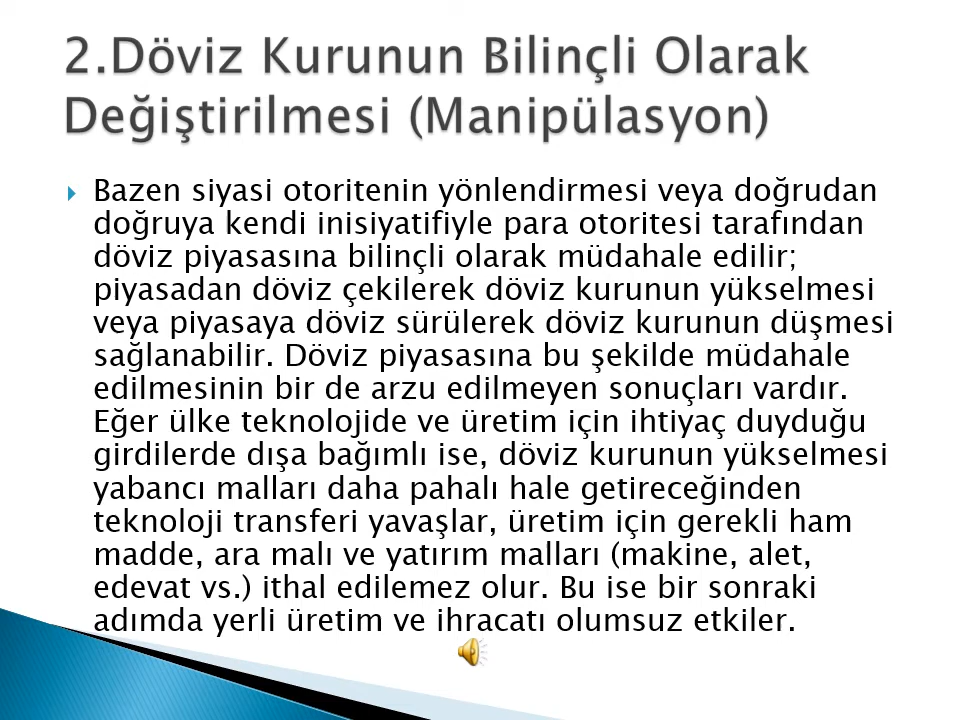 2.Döviz Kurunun Bilinçli Olarak
Değiştirilmesi (Manipülasyon)
Bazen siyasi otoritenin yönlendirmesi veya doğrudan
doğruya kendi inisiyatifiyle para otoritesi tarafından
döviz piyasasına bilinçli olarak müdahale edilir;
piyasadan döviz çekilerek döviz kurunun yükselmesi
veya piyasaya döviz sürülerek döviz kurunun düşmesi
sağlanabilir. Döviz piyasasına bu şekilde müdahale
edilmesinin bir de arzu edilmeyen sonuçları vardır.
Eğer ülke teknolojide ve üretim için ihtiyaç duyduğu
girdilerde dışa bağımlı ise, döviz kurunun yükselmesi
yabancı malları daha pahalı hale getireceğinden
teknoloji transferi yavaşlar, üretim için gerekli ham
madde, ara malı ve yatırım malları (makine, alet,
edevat vs.) ithal edilemez olur. Bu ise bir sonraki
adımda yerli üretim ve ihracatı olumsuz etkiler.